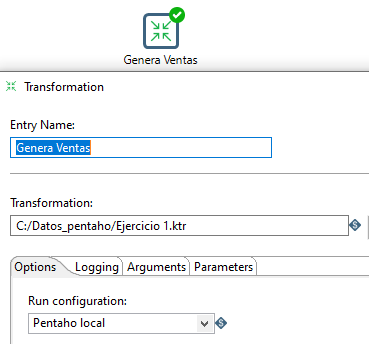 Genera Ventas
Transformation
Entry Name:
Genera Ventas
Transformation:
C:/Datos_pentaho/Ejercicio 1.ktr
Options Logging Arguments Parameters
Run configuration:
Pentaho local